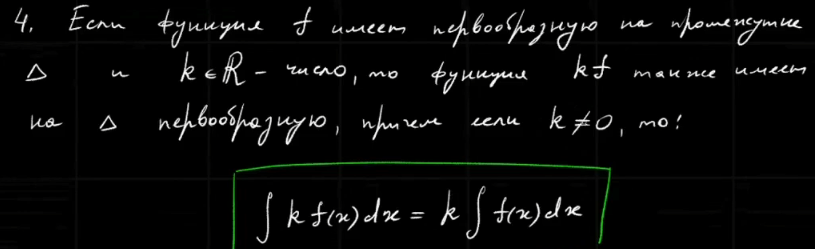 4. Если функция f имеет первообразную на промежутке
Δ и k ∈ ℝ - число, то функция kf также имеет
на Δ первообразную, причем если k ≠ 0, то:
∫ k f(x) dx = k ∫ f(x) dx